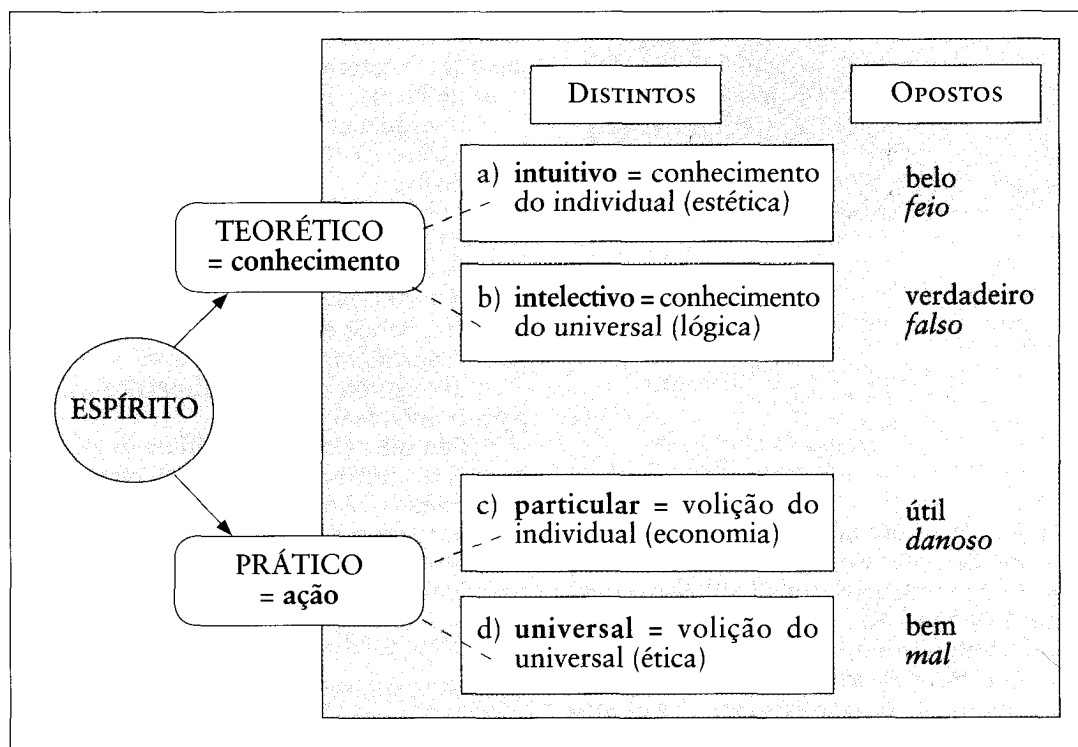 DISTINTOS
OPOSTOS
a) intuitivo = conhecimento
do individual (estética)
belo
feio
TEORÉTICO
= conhecimento
b) intelectivo = conhecimento
do universal (lógica)
verdadeiro
falso
ESPÍRITO
c) particular = volição do
individual (economia)
útil
danoso
PRÁTICO
= ação
d) universal = volição do
universal (ética)
bem
mal